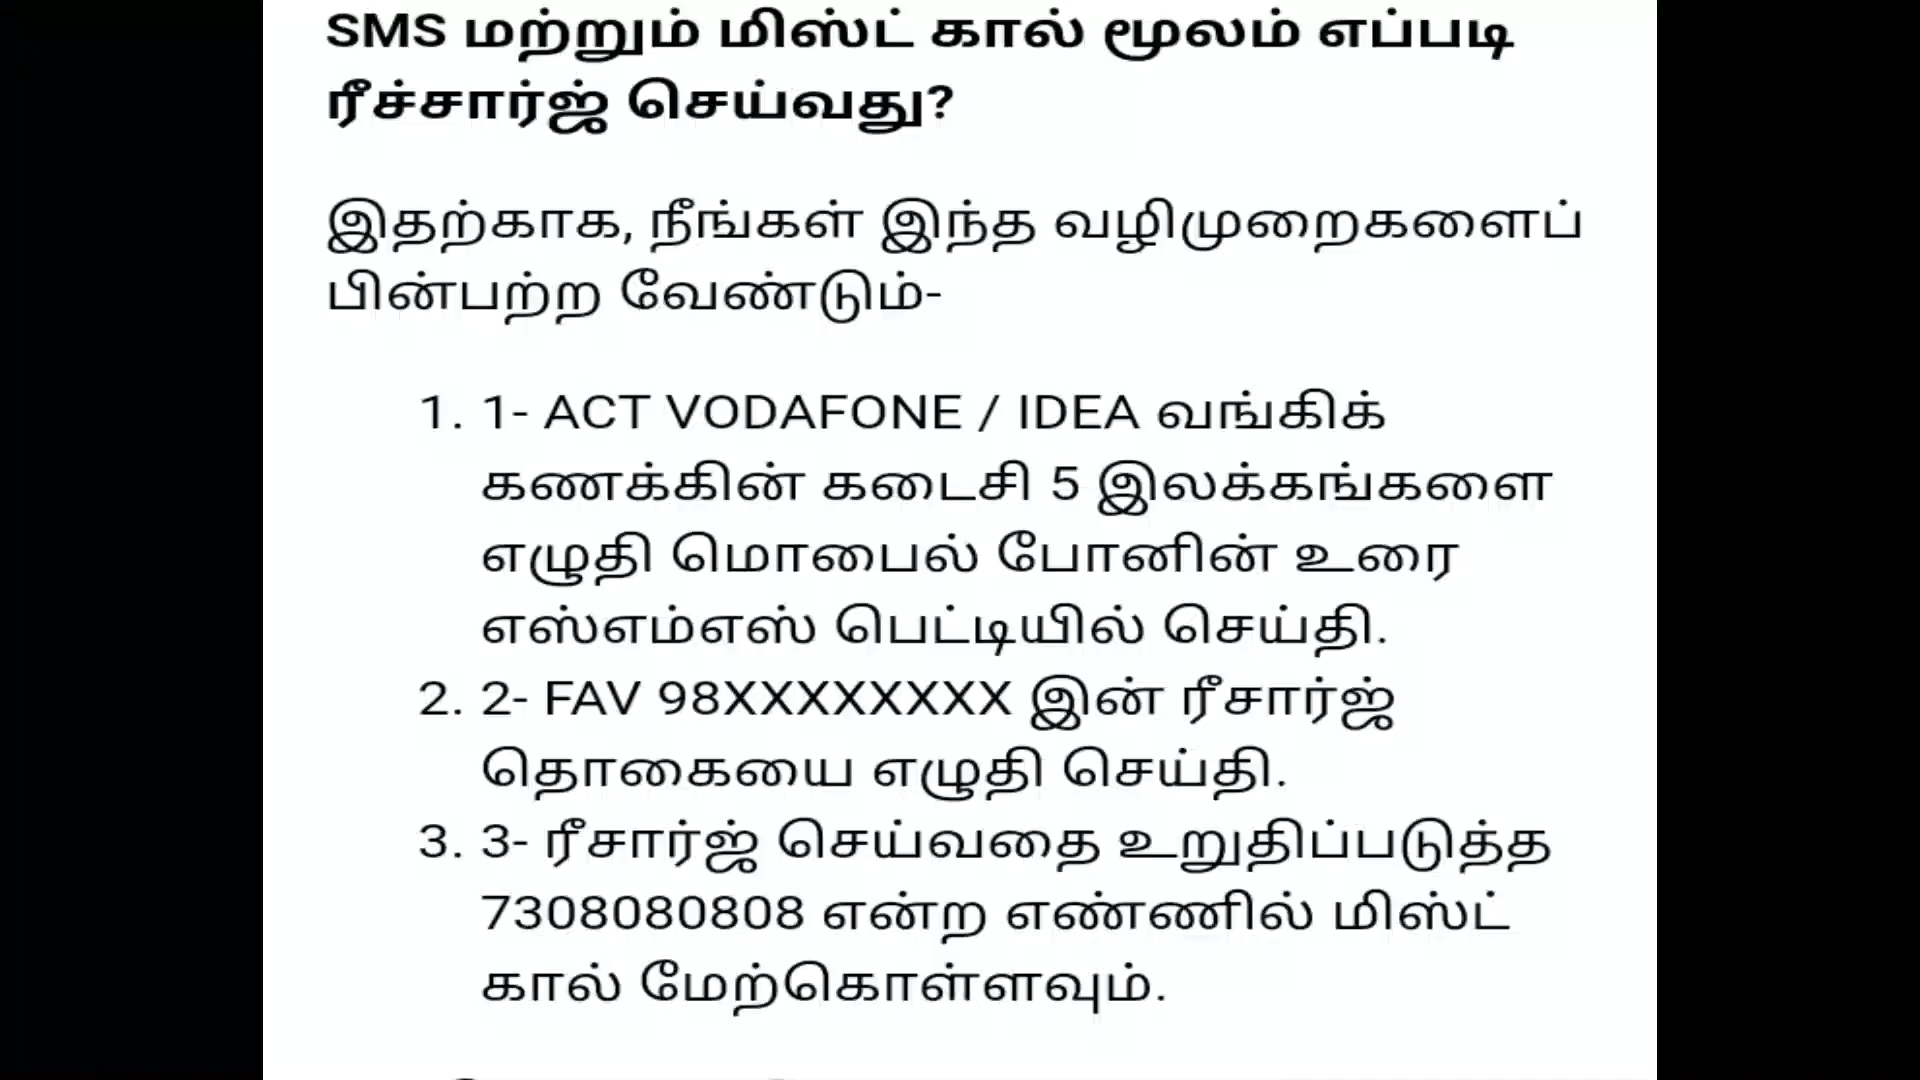 SMS மற்றும் மிஸ்ட் கால் மூலம் எப்படி
ரீச்சார்ஜ் செய்வது?
இதற்காக, நீங்கள் இந்த வழிமுறைகளைப்
பின்பற்ற வேண்டும்-
1. 1- ACT VODAFONE / IDEA வங்கிக்
கணக்கின் கடைசி 5 இலக்கங்களை
எழுதி மொபைல் போனின் உரை
எஸ்எம்எஸ் பெட்டியில் செய்தி.
2. 2- FAV 98XXXXXXXX இன் ரீசார்ஜ்
தொகையை எழுதி செய்தி.
3. 3- ரீசார்ஜ் செய்வதை உறுதிப்படுத்த
7308080808 என்ற எண்ணில் மிஸ்ட்
கால் மேற்கொள்ளவும்.